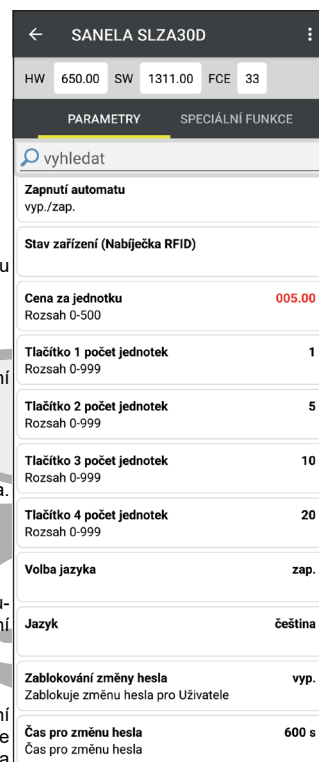 SANELA SLZA30D
HW 650.00 SW 1311.00 FCE 33
PARAMETRY SPECIÁLNÍ FUNKCE
vyhledat
Zapnutí automatu
vyp./zap.
Stav zařízení (Nabíječka RFID)
u
Cena za jednotku 005.00
Rozsah 0-500
Tlačítko 1 počet jednotek 1
Rozsah 0-999
ní
Tlačítko 2 počet jednotek 5
Rozsah 0-999
Tlačítko 3 počet jednotek 10
Rozsah 0-999
a.
Tlačítko 4 počet jednotek 20
Rozsah 0-999
Volba jazyka zap.
u-
ní
Jazyk čeština
Zablokování změny hesla vyp.
Zablokuje změnu hesla pro Uživatele
ní
Čas pro změnu hesla 600 s
e
Čas pro změnu hesla
a